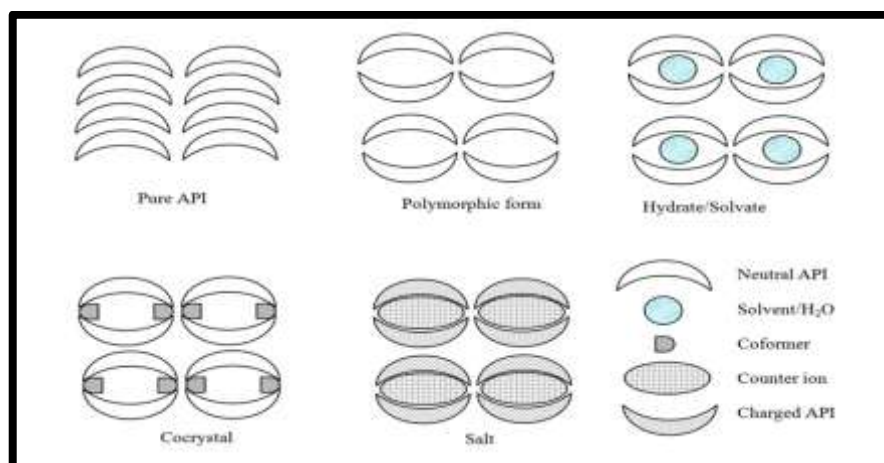 Pure API
Polymorphic form
Hydrate/Solvate
Neutral API
Solvent/H₂O
Coformer
Counter ion
Charged API
Cocrystal
Salt